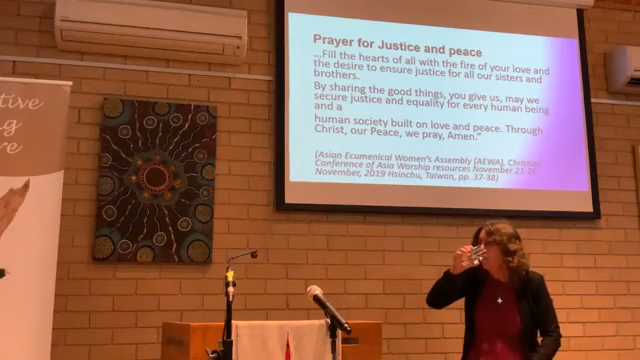 Prayer for Justice and peace
...Fill the hearts of all with the fire of your love and
the desire to ensure justice for all our sisters and
brothers.
By sharing the good things, you give us, may we
secure justice and equality for every human being
and a
human society built on love and peace. Through
Christ, our Peace, we pray, Amen."
(Asian Ecumenical Women's Assembly (AEWA), Christian
Conference of Asia Worship resources November 21-26
November, 2019 Hsinchu, Taiwan, pp. 37-38)